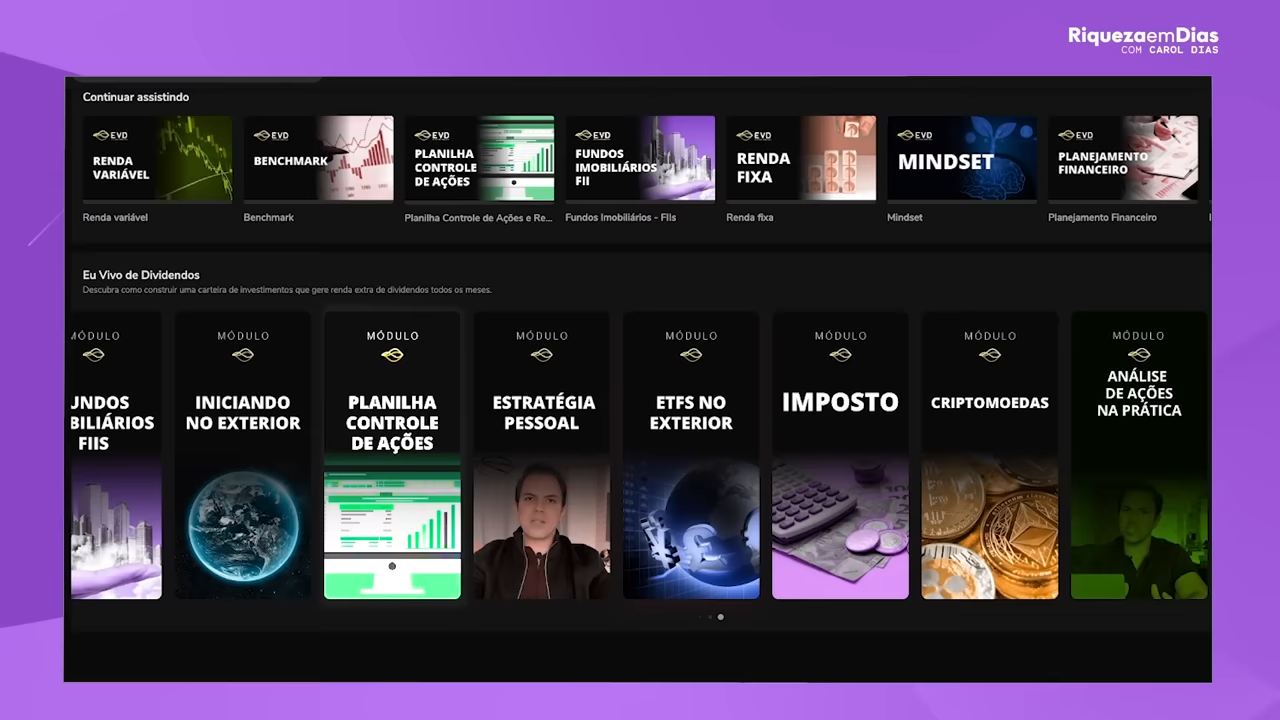 RiquezaemDias
COM CAROL DIAS
Continuar assistindo
EVD
RENDA
VARIÁVEL
Renda variável
EVD
BENCHMARK
Benchmark
EVD
PLANILHA
CONTROLE
DE AÇÕES
Planilha Controle de Ações e Re...
EVD
FUNDOS
IMOBILIÁRIOS
FII
Fundos Imobiliários - FIIs
EVD
RENDA
FIXA
Renda fixa
EVD
MINDSET
Mindset
EVD
PLANEJAMENTO
FINANCEIRO
Planejamento Financeiro
Eu Vivo de Dividendos
Descubra como construir uma carteira de investimentos que gere renda extra de dividendos todos os meses.
MÓDULO
UNDOS
BILIÁRIOS
FIIS
MÓDULO
INICIANDO
NO EXTERIOR
MÓDULO
PLANILHA
CONTROLE
DE AÇÕES
MÓDULO
ESTRATÉGIA
PESSOAL
MÓDULO
ETFS NO
EXTERIOR
MÓDULO
IMPOSTO
MÓDULO
CRIPTOMOEDAS
MÓDULO
ANÁLISE
DE AÇÕES
NA PRÁTICA